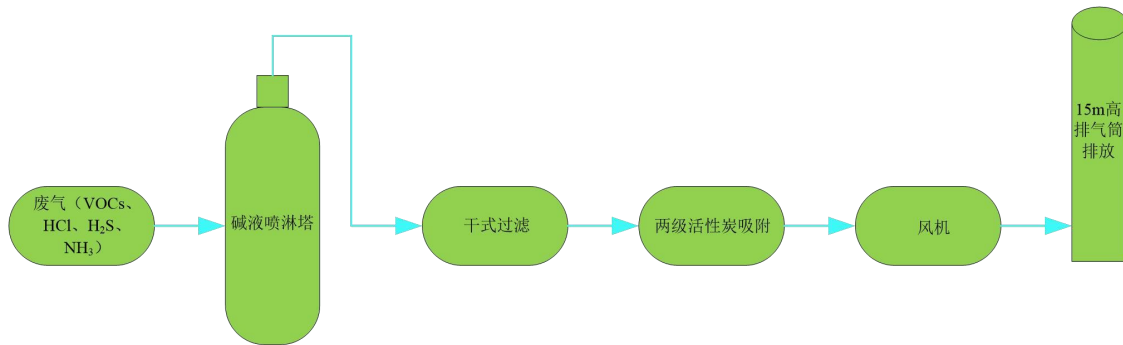 废气（VOCs、
HCl、H₂S、
NH₃）
碱液喷淋塔
干式过滤
两级活性炭吸附
风机
15m高
排气筒
排放